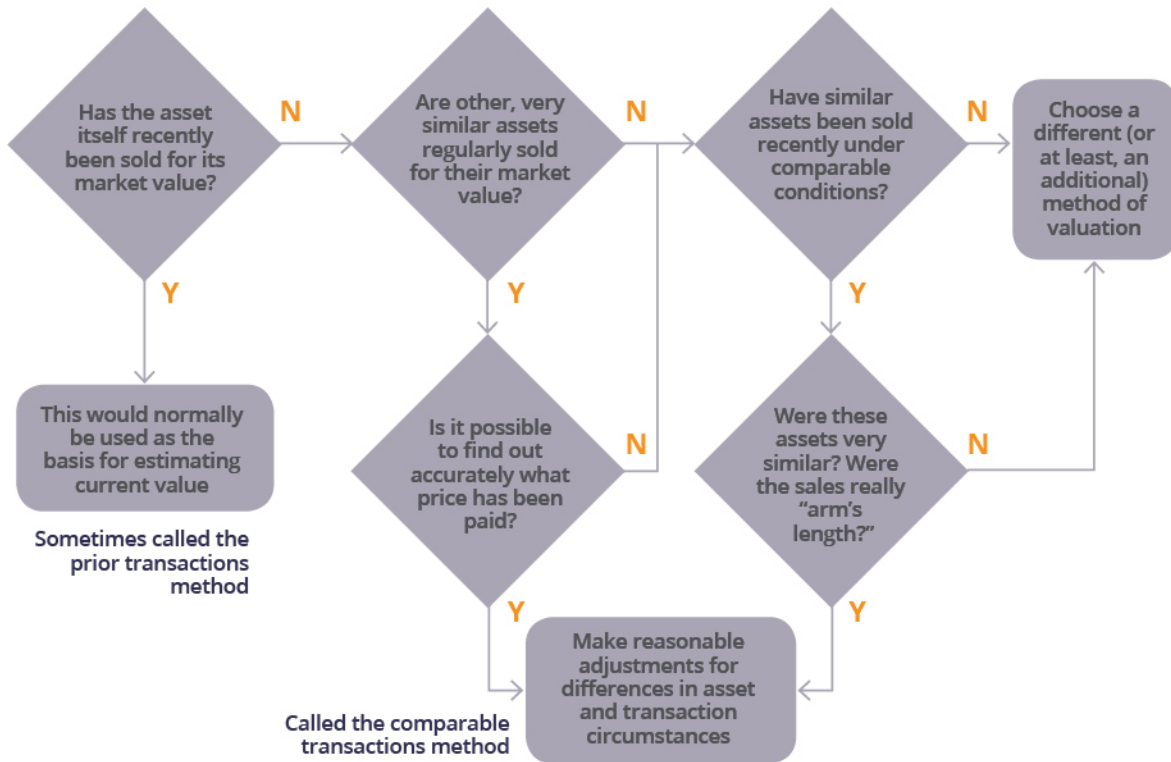 Has the asset
itself recently
been sold for its
market value?
N
Y
Are other, very
similar assets
regularly sold
for their market
value?
N
Y
Have similar
assets been sold
recently under
comparable
conditions?
N
Y
Choose a
different (or
at least, an
additional)
method of
valuation
This would normally
be used as the
basis for estimating
current value
Sometimes called the
prior transactions
method
Is it possible
to find out
accurately what
price has been
paid?
N
Y
Were these
assets very
similar? Were
the sales really
“arm’s
length?”
N
Y
Make reasonable
adjustments for
differences in asset
and transaction
circumstances
Called the comparable
transactions method